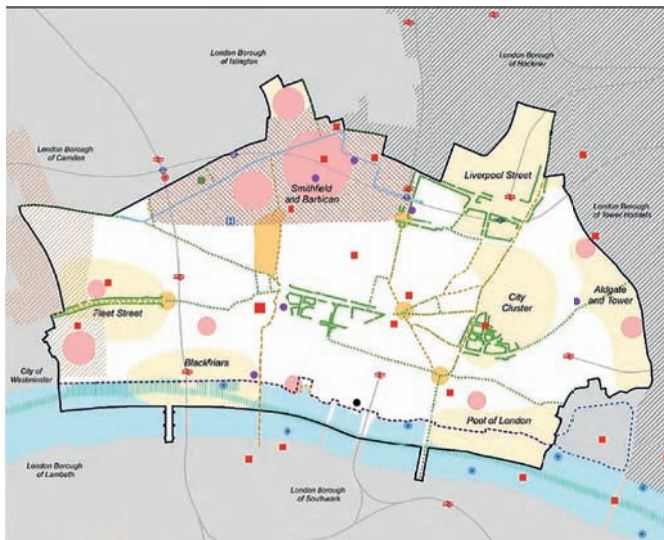 London Borough
of Islington
London Borough
of Hackney
London Borough
of Camden
Liverpool Street
Smithfield
and Barbican
London Borough
of Tower Hamlets
Aldgate
and Tower
City
Cluster
Fleet Street
City of
Westminster
Blackfriars
Pool of London
London Borough
of Lambeth
London Borough
of Southwark
H